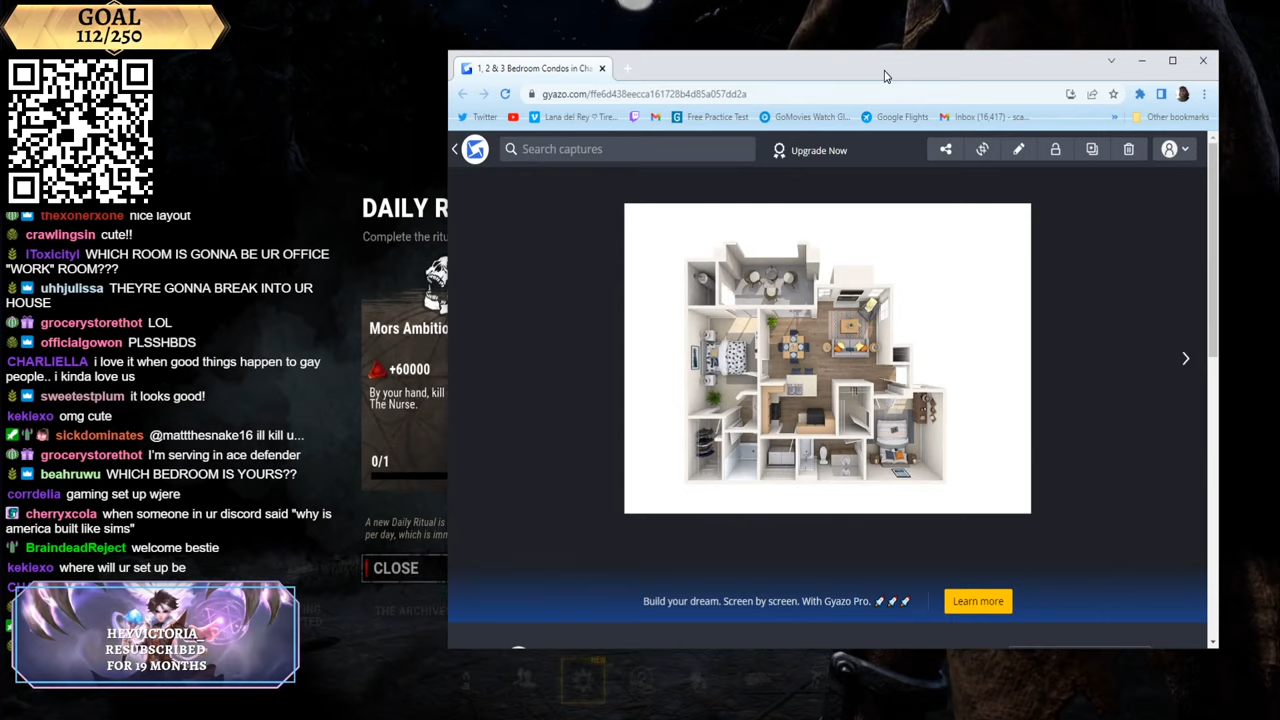 GOAL
112/250
thexonerxone nice layout
crawlingsin cute!!
WHICH ROOM IS GONNA BE UR OFFICE
"WORK" ROOM???
uhhjulissa THEYRE GONNA BREAK INTO UR
HOUSE
grocerystorethot LOL
officialgowon PLSSHBDS
CHARLIELLA i love it when good things happen to gay
people.. i kinda love us
sweetestplum it looks good!
kekiexo omg cute
sickdominates @mattthesnake16 ill kill u...
grocerystorethot I'm serving in ace defender
beahruwu WHICH BEDROOM IS YOURS??
corrdella gaming set up wjere
cherryxcola when someone in ur discord said "why is
america built like sims"
BraindeadReject welcome bestie
kekiexo where will ur set up be
HEYVICTORIA_
RESUBSCRIBED
FOR 19 MONTHS
DAILY R
Complete the ritu
Mors Ambitio
+60000
By your hand, kill
The Nurse.
0/1
A new Daily Ritual is
per day, which is imm
CLOSE
THE ARCHIVES
NEW
1, 2 & 3 Bedroom Condos in Cha
gyazo.com/ffe6d438eecca161728b4d85a057dd2a
Twitter
Lana del Rey ♡ Tire...
Free Practice Test
GoMovies Watch Gl...
Google Flights
Inbox (16,417) - sca...
Other bookmarks
Search captures
Upgrade Now
Build your dream. Screen by screen. With Gyazo Pro. 🚀🚀🚀
Learn more